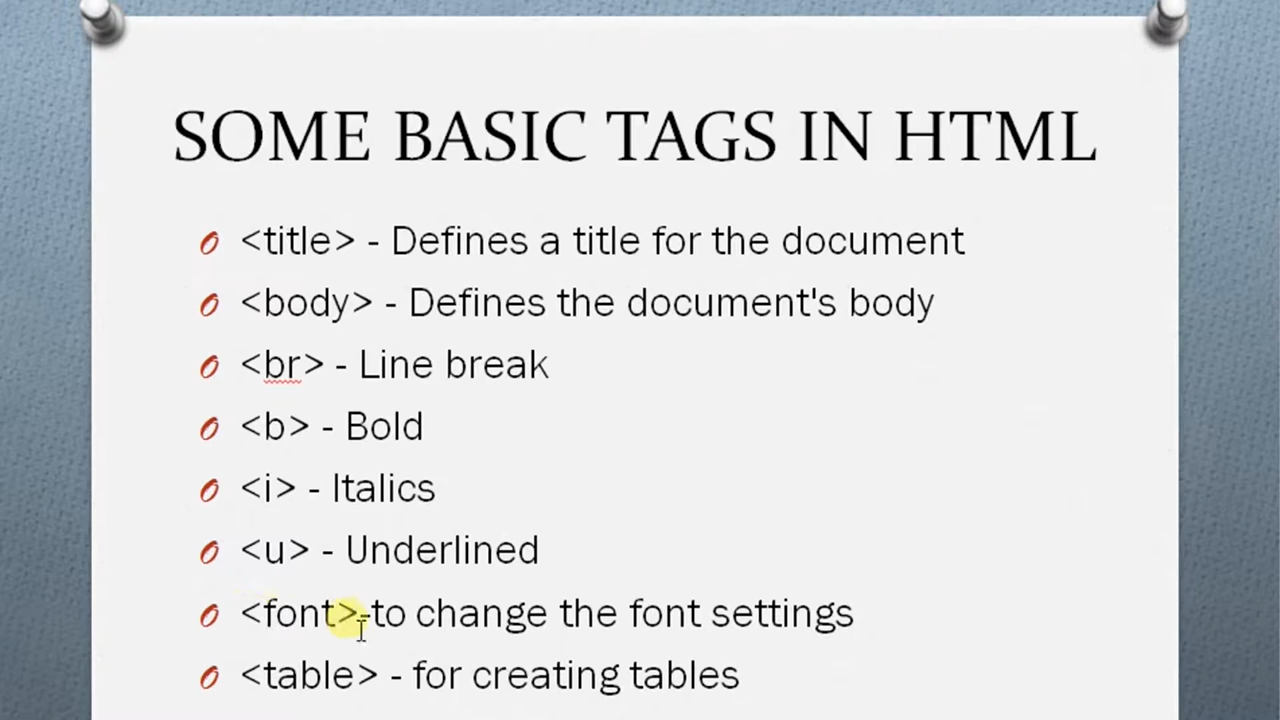 SOME BASIC TAGS IN HTML
<title> - Defines a title for the document
<body> - Defines the document's body
<br> - Line break
<b> - Bold
<i> - Italics
<u> - Underlined
<font>-to change the font settings
<table> - for creating tables